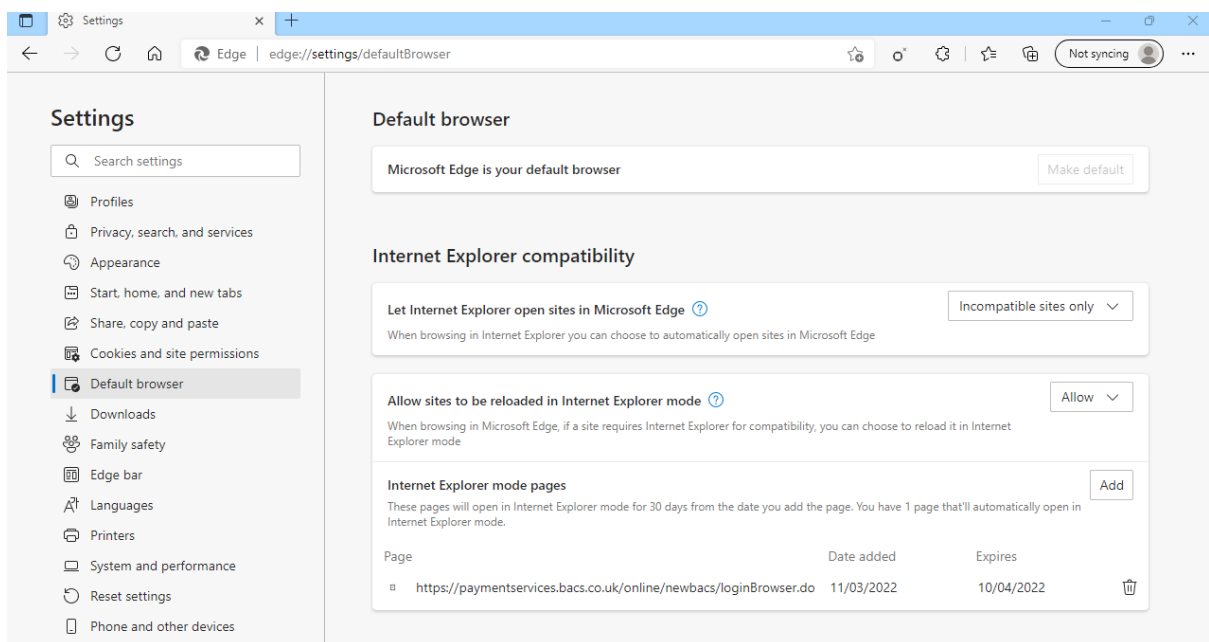 Settings
Edge | edge://settings/defaultBrowser
Not syncing
Settings
Search settings
Profiles
Privacy, search, and services
Appearance
Start, home, and new tabs
Share, copy and paste
Cookies and site permissions
Default browser
Downloads
Family safety
Edge bar
Languages
Printers
System and performance
Reset settings
Phone and other devices
Default browser
Microsoft Edge is your default browser
Make default
Internet Explorer compatibility
Let Internet Explorer open sites in Microsoft Edge
Incompatible sites only
When browsing in Internet Explorer you can choose to automatically open sites in Microsoft Edge
Allow sites to be reloaded in Internet Explorer mode
Allow
When browsing in Microsoft Edge, if a site requires Internet Explorer for compatibility, you can choose to reload it in Internet
Explorer mode
Internet Explorer mode pages
Add
These pages will open in Internet Explorer mode for 30 days from the date you add the page. You have 1 page that'll automatically open in
Internet Explorer mode.
Page Date added Expires
https://paymentservices.bacs.co.uk/online/newbacs/loginBrowser.do 11/03/2022 10/04/2022